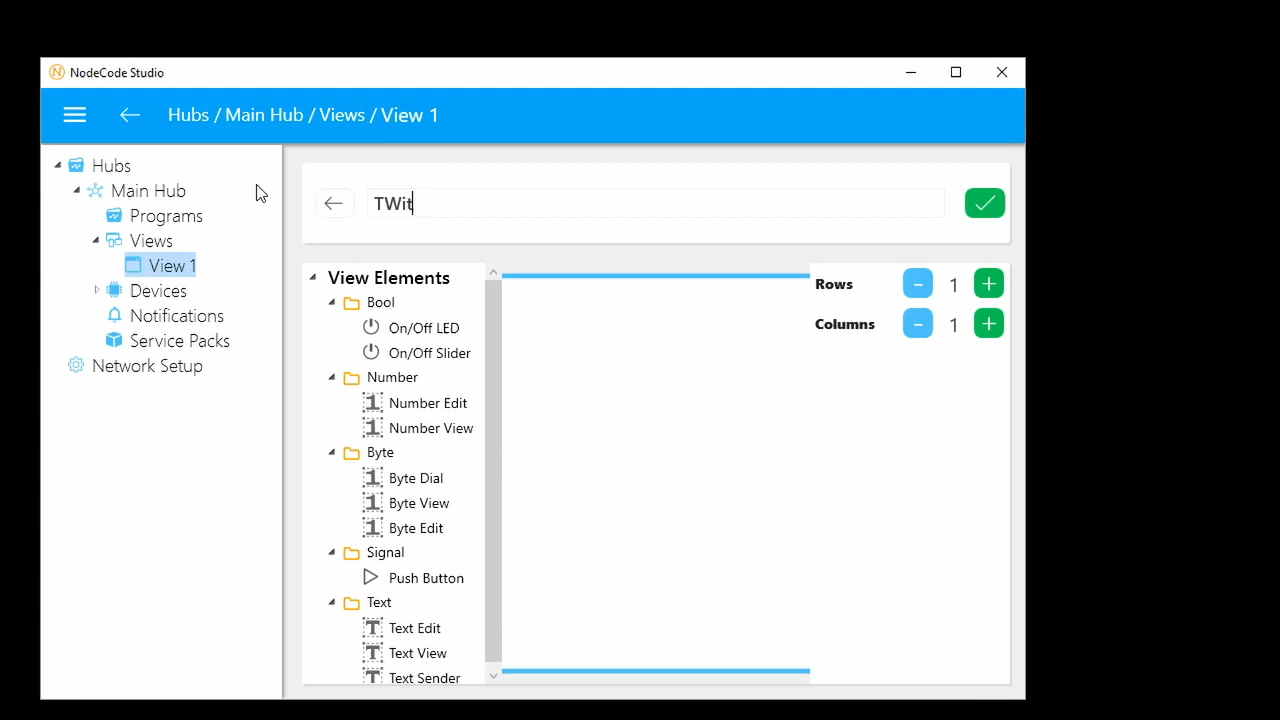 NodeCode Studio
Hubs / Main Hub / Views / View 1
Hubs
Main Hub
Programs
Views
View 1
Devices
Notifications
Service Packs
Network Setup
TWit
View Elements
Bool
On/Off LED
On/Off Slider
Number
Number Edit
Number View
Byte
Byte Dial
Byte View
Byte Edit
Signal
Push Button
Text
Text Edit
Text View
Text Sender
Rows - 1 +
Columns - 1 +